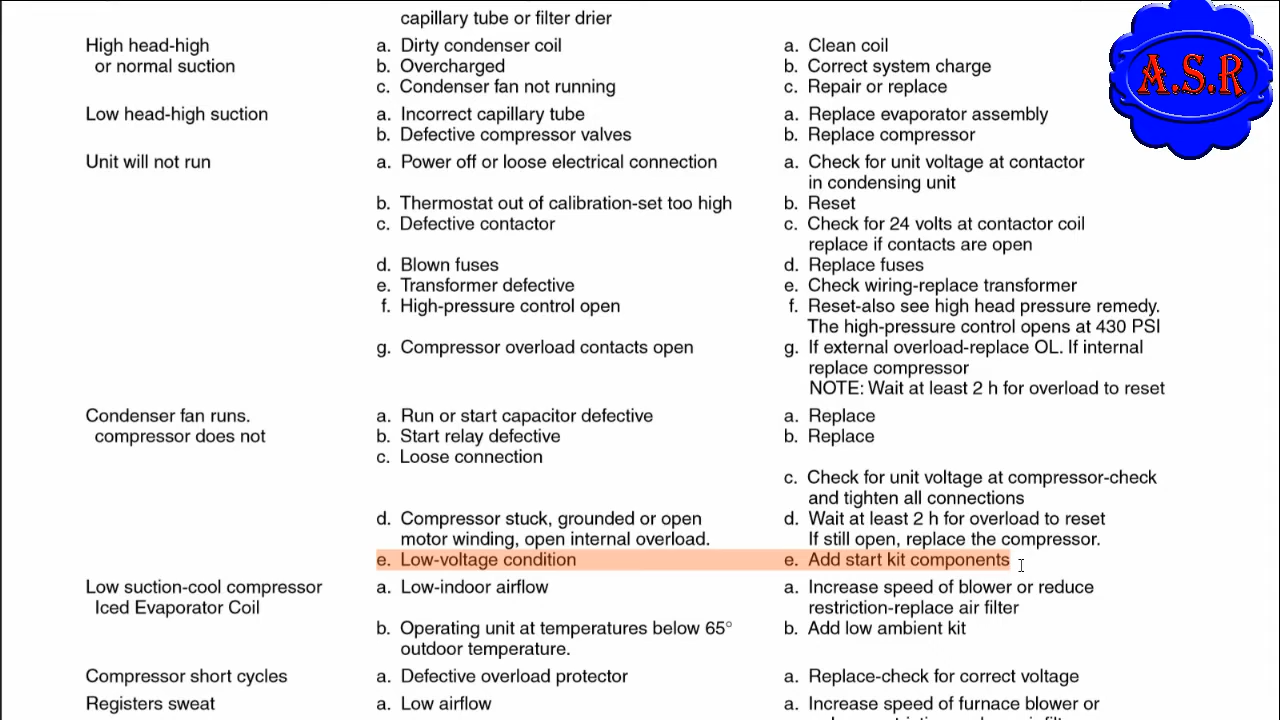 capillary tube or filter drier
A.S.R
High head-high a. Dirty condenser coil a. Clean coil
or normal suction b. Overcharged b. Correct system charge
c. Condenser fan not running c. Repair or replace
Low head-high suction a. Incorrect capillary tube a. Replace evaporator assembly
b. Defective compressor valves b. Replace compressor
Unit will not run a. Power off or loose electrical connection a. Check for unit voltage at contactor
in condensing unit
b. Thermostat out of calibration-set too high b. Reset
c. Defective contactor c. Check for 24 volts at contactor coil
replace if contacts are open
d. Blown fuses d. Replace fuses
e. Transformer defective e. Check wiring-replace transformer
f. High-pressure control open f. Reset-also see high head pressure remedy.
The high-pressure control opens at 430 PSI
g. Compressor overload contacts open g. If external overload-replace OL. If internal
replace compressor
NOTE: Wait at least 2 h for overload to reset
Condenser fan runs. a. Run or start capacitor defective a. Replace
compressor does not b. Start relay defective b. Replace
c. Loose connection
c. Check for unit voltage at compressor-check
and tighten all connections
d. Compressor stuck, grounded or open d. Wait at least 2 h for overload to reset
motor winding, open internal overload. If still open, replace the compressor.
e. Low-voltage condition e. Add start kit components
Low suction-cool compressor a. Low-indoor airflow a. Increase speed of blower or reduce
Iced Evaporator Coil restriction-replace air filter
b. Operating unit at temperatures below 65° b. Add low ambient kit
outdoor temperature.
Compressor short cycles a. Defective overload protector a. Replace-check for correct voltage
Registers sweat a. Low airflow a. Increase speed of furnace blower or